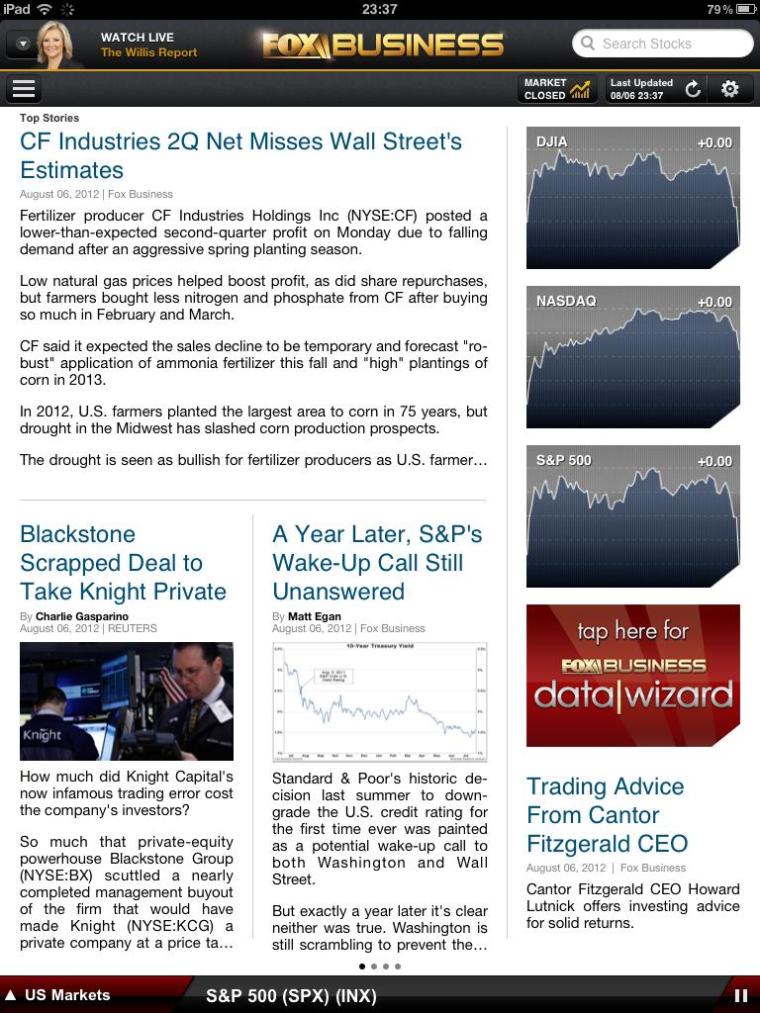 iPad
23:37
79%
WATCH LIVE
The Willis Report
FOX BUSINESS
Search Stocks
MARKET
CLOSED
Last Updated
08/06 23:37
Top Stories
CF Industries 2Q Net Misses Wall Street's
Estimates
August 06, 2012 | Fox Business
Fertilizer producer CF Industries Holdings Inc (NYSE:CF) posted a
lower-than-expected second-quarter profit on Monday due to falling
demand after an aggressive spring planting season.
Low natural gas prices helped boost profit, as did share repurchases,
but farmers bought less nitrogen and phosphate from CF after buying
so much in February and March.
CF said it expected the sales decline to be temporary and forecast "ro-
bust" application of ammonia fertilizer this fall and "high" plantings of
corn in 2013.
In 2012, U.S. farmers planted the largest area to corn in 75 years, but
drought in the Midwest has slashed corn production prospects.
The drought is seen as bullish for fertilizer producers as U.S. farmer...
DJIA
+0.00
NASDAQ
+0.00
S&P 500
+0.00
tap here for
FOX BUSINESS
data|wizard
Blackstone
Scrapped Deal to
Take Knight Private
By Charlie Gasparino
August 06, 2012 | REUTERS
Knight
How much did Knight Capital's
now infamous trading error cost
the company's investors?
So much that private-equity
powerhouse Blackstone Group
(NYSE:BX) scuttled a nearly
completed management buyout
of the firm that would have
made Knight (NYSE:KCG) a
private company at a price ta...
A Year Later, S&P's
Wake-Up Call Still
Unanswered
By Matt Egan
August 06, 2012 | Fox Business
10-Year Treasury Yield
Standard & Poor's historic de-
cision last summer to down-
grade the U.S. credit rating for
the first time ever was painted
as a potential wake-up call to
both Washington and Wall
Street.
But exactly a year later it's clear
neither was true. Washington is
still scrambling to prevent the...
Trading Advice
From Cantor
Fitzgerald CEO
August 06, 2012 | Fox Business
Cantor Fitzgerald CEO Howard
Lutnick offers investing advice
for solid returns.
US Markets
S&P 500 (SPX) (INX)